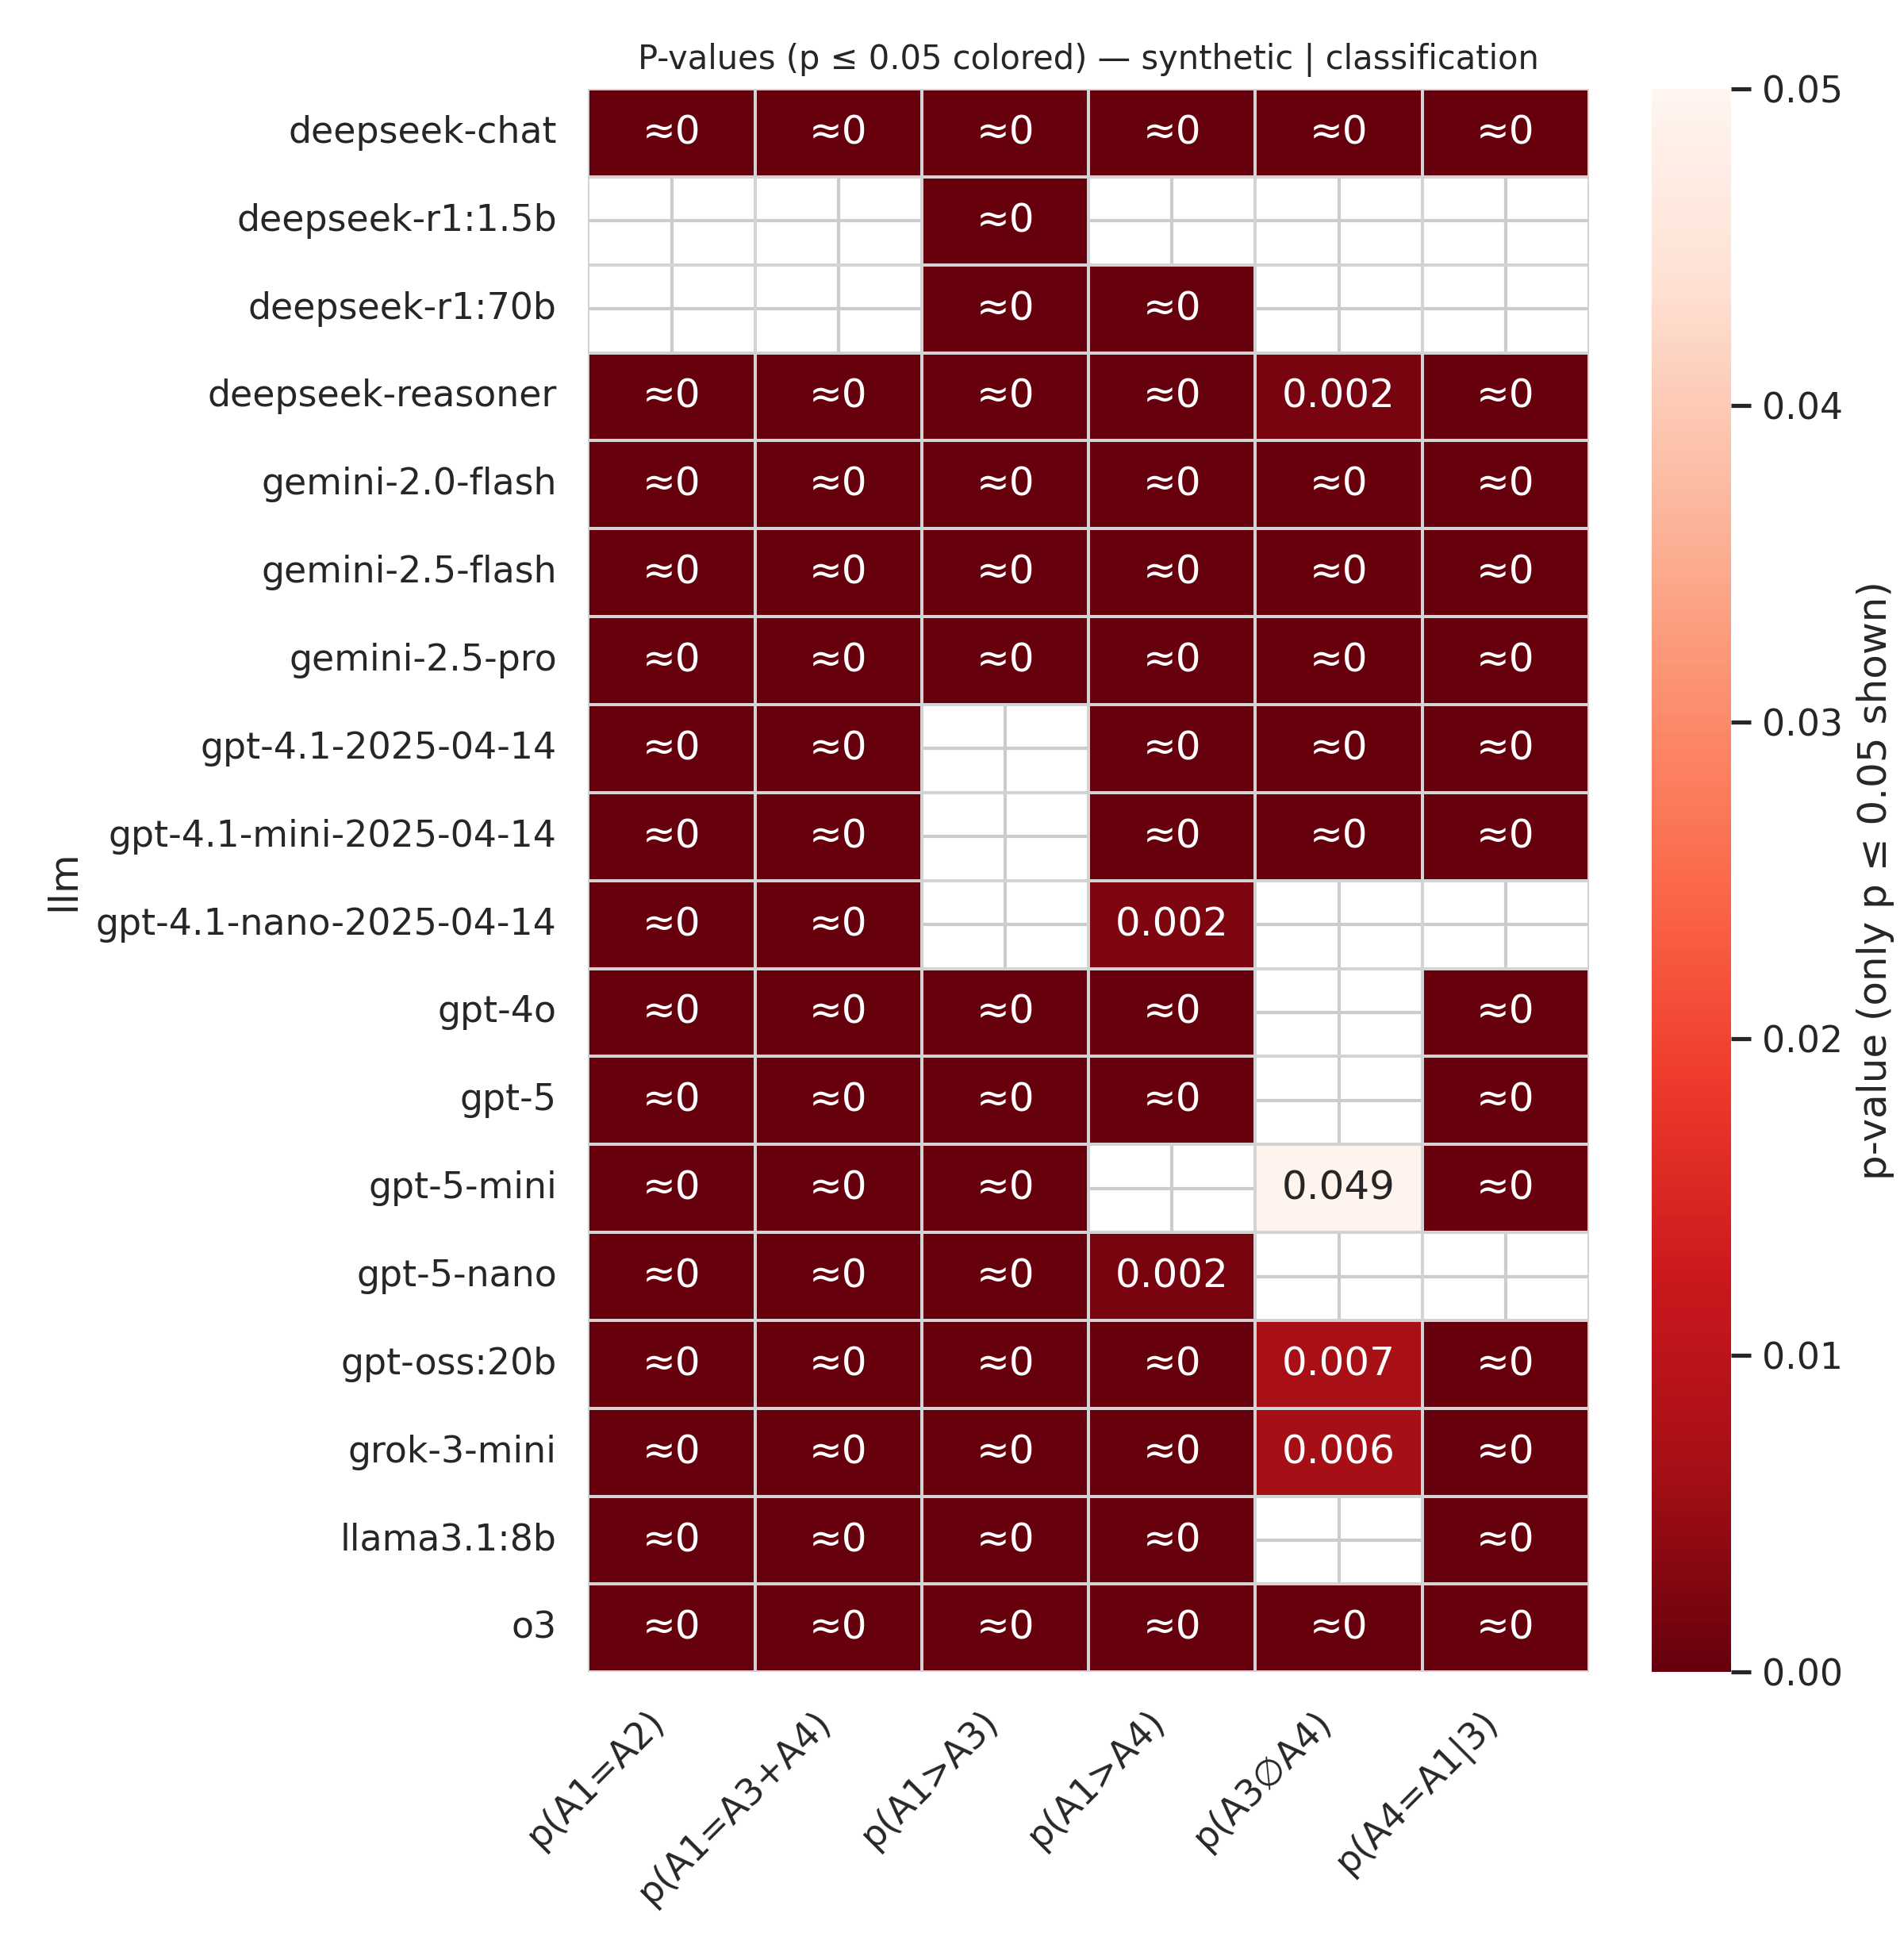 P-values (p ≤ 0.05 colored) — synthetic | classification
deepseek-chat ≈0 ≈0 ≈0 ≈0 ≈0 ≈0
deepseek-r1:1.5b ≈0
deepseek-r1:70b ≈0 ≈0
deepseek-reasoner ≈0 ≈0 ≈0 ≈0 0.002 ≈0
gemini-2.0-flash ≈0 ≈0 ≈0 ≈0 ≈0 ≈0
gemini-2.5-flash ≈0 ≈0 ≈0 ≈0 ≈0 ≈0
gemini-2.5-pro ≈0 ≈0 ≈0 ≈0 ≈0 ≈0
gpt-4.1-2025-04-14 ≈0 ≈0 ≈0 ≈0 ≈0
gpt-4.1-mini-2025-04-14 ≈0 ≈0 ≈0 ≈0 ≈0
gpt-4.1-nano-2025-04-14 ≈0 ≈0 0.002
gpt-4o ≈0 ≈0 ≈0 ≈0 ≈0
gpt-5 ≈0 ≈0 ≈0 ≈0 ≈0
gpt-5-mini ≈0 ≈0 ≈0 0.049 ≈0
gpt-5-nano ≈0 ≈0 ≈0 0.002
gpt-oss:20b ≈0 ≈0 ≈0 ≈0 0.007 ≈0
grok-3-mini ≈0 ≈0 ≈0 ≈0 0.006 ≈0
llama3.1:8b ≈0 ≈0 ≈0 ≈0 ≈0
o3 ≈0 ≈0 ≈0 ≈0 ≈0 ≈0
llm
p(A1=A2)
p(A1=A3+A4)
p(A1>A3)
p(A1>A4)
p(A3∅A4)
p(A4=A1|3)
0.05
0.04
0.03
0.02
0.01
0.00
p-value (only p ≤ 0.05 shown)